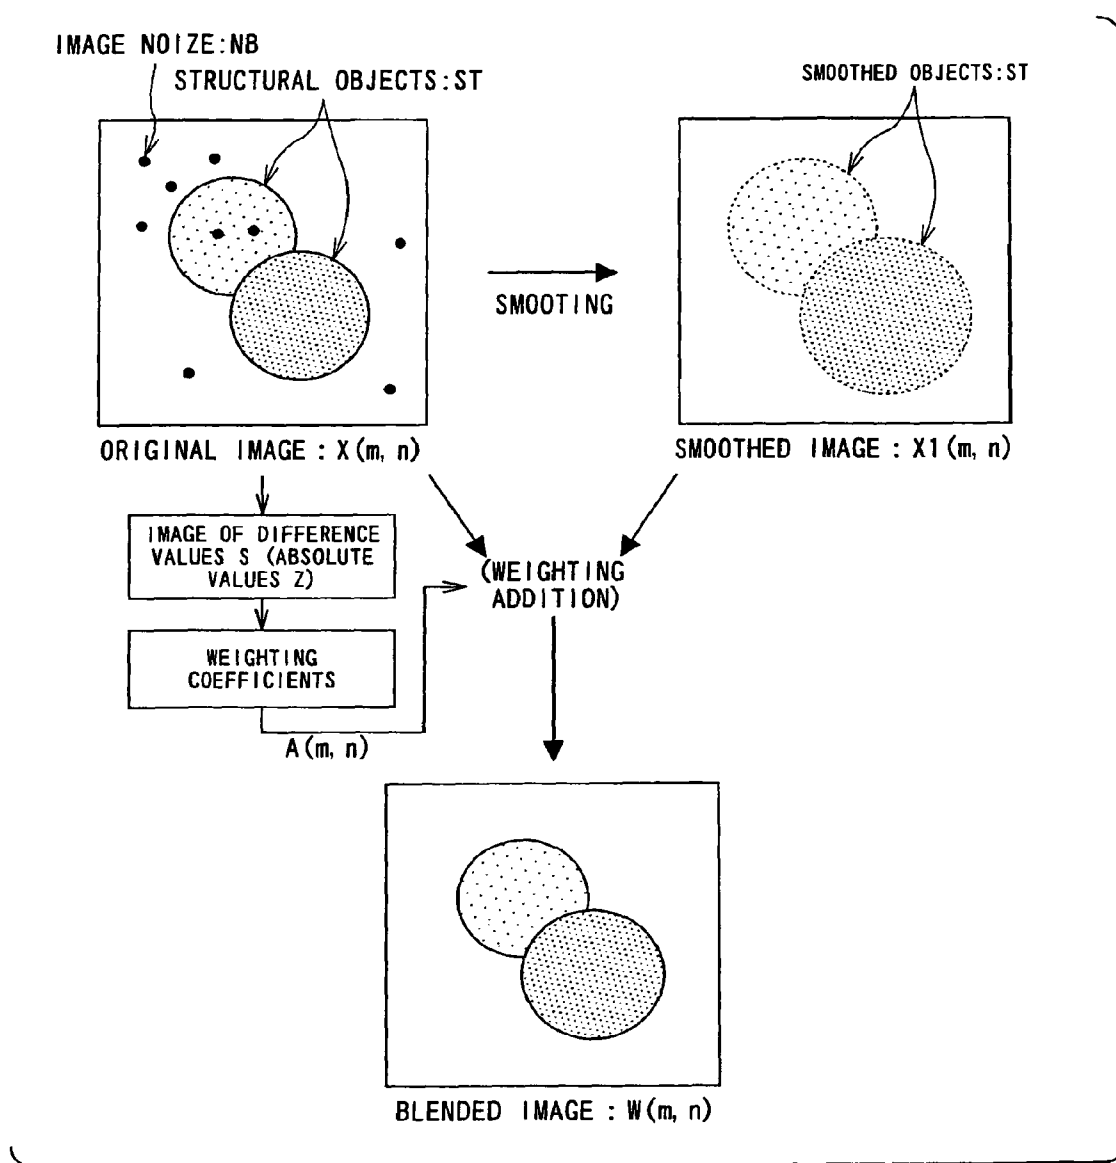 IMAGE NOIZE:NB
STRUCTURAL OBJECTS:ST
SMOOTHED OBJECTS:ST
SMOOTING
ORIGINAL IMAGE : X(m, n)
SMOOTHED IMAGE : X1(m, n)
IMAGE OF DIFFERENCE
VALUES S (ABSOLUTE
VALUES Z)
(WEIGHTING
ADDITION)
WEIGHTING
COEFFICIENTS
A(m, n)
BLENDED IMAGE : W(m, n)